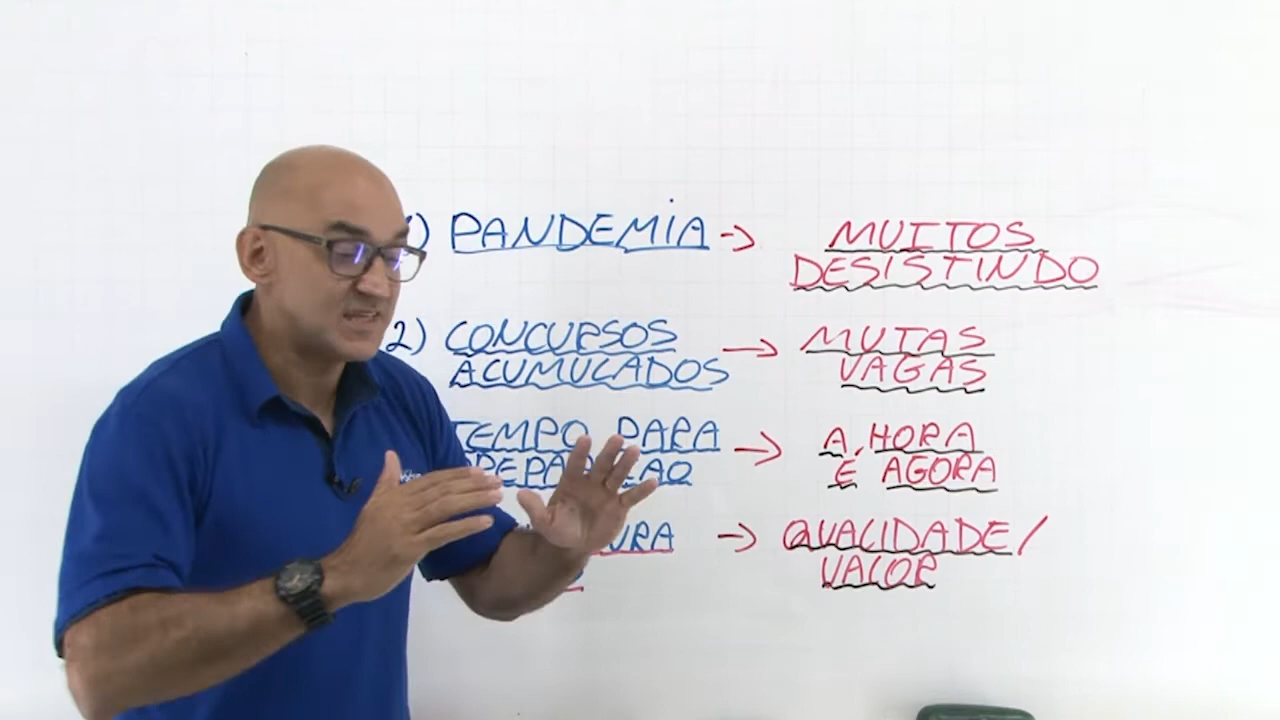 ) PANDEMIA → MUITOS
DESISTINDO
2) CONCURSOS → MUTAS
ACUMULADOS VAGAS
TEMPO PARA → A HORA
É AGORA
→ QUALIDADE/
VALOR